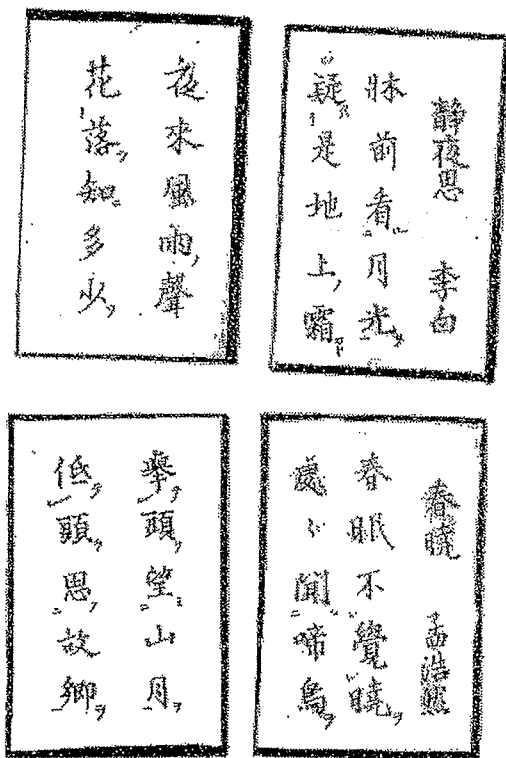 靜夜思　李白
牀前看月光
疑是地上霜
夜來風雨聲
花落知多少
春曉　孟浩然
春眠不覺曉
處〻聞啼鳥
擧頭望山月
低頭思故鄉